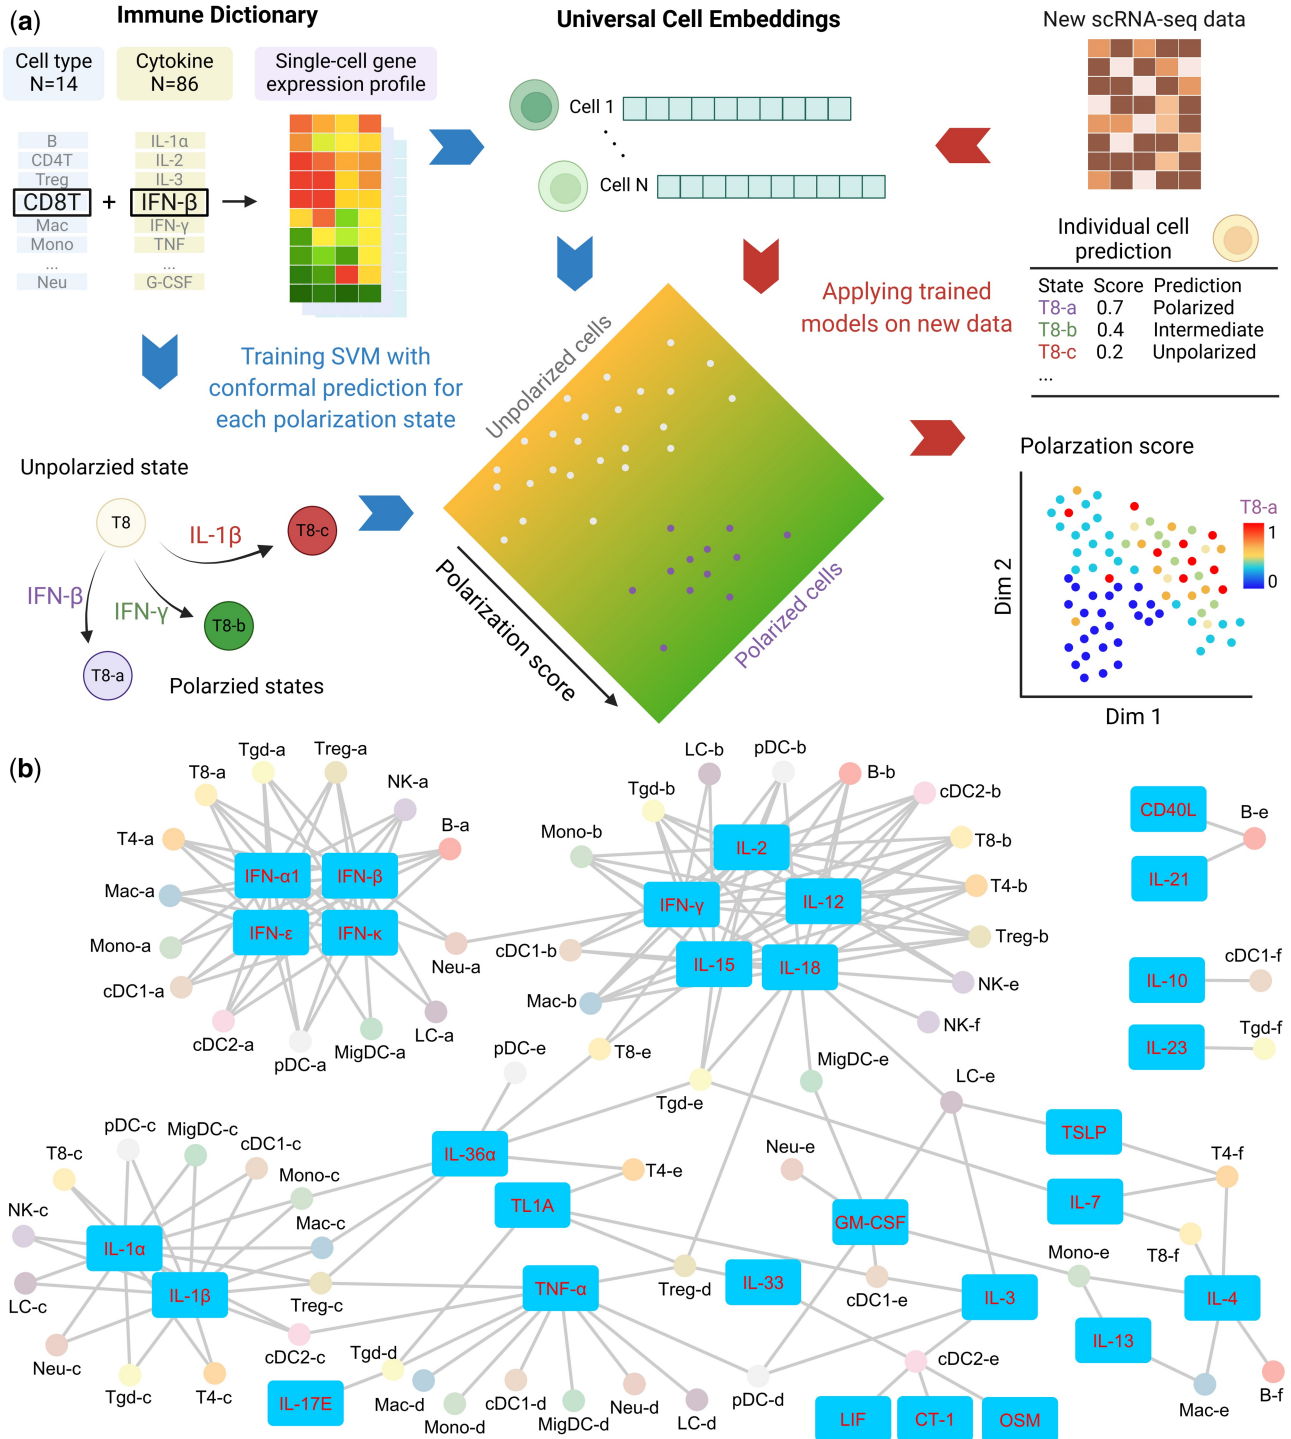 (a)
Immune Dictionary
Universal Cell Embeddings
New scRNA-seq data
Cell type
N=14
Cytokine
N=86
Single-cell gene
expression profile
B
CD4T
Treg
CD8T
Mac
Mono
...
Neu
+
IL-1α
IL-2
IL-3
IFN-β
IFN-γ
TNF
...
G-CSF
Cell 1
Cell N
Individual cell
prediction
State Score Prediction
T8-a 0.7 Polarized
T8-b 0.4 Intermediate
T8-c 0.2 Unpolarized
...
Training SVM with
conformal prediction for
each polarization state
Applying trained
models on new data
Unpolarized cells
Polarized cells
Polarization score
Unpolarzied state
T8
IL-1β
T8-c
IFN-β
IFN-γ
T8-b
T8-a
Polarzied states
Polarzation score
T8-a
1
0
Dim 2
Dim 1
(b)
Tgd-a
Treg-a
T8-a
NK-a
T4-a
B-a
Mac-a
Mono-a
Neu-a
cDC1-a
cDC2-a
pDC-a
MigDC-a
LC-a
IFN-α1
IFN-β
IFN-ε
IFN-κ
LC-b
pDC-b
Tgd-b
B-b
cDC2-b
Mono-b
T8-b
T4-b
Treg-b
cDC1-b
Mac-b
NK-e
NK-f
IL-2
IFN-γ
IL-12
IL-15
IL-18
CD40L
B-e
IL-21
IL-10
cDC1-f
IL-23
Tgd-f
pDC-e
T8-e
Tgd-e
MigDC-e
LC-e
TSLP
T4-f
IL-36α
T4-e
TL1A
Neu-e
GM-CSF
IL-7
T8-f
Mono-e
pDC-c
MigDC-c
cDC1-c
T8-c
Mono-c
NK-c
Mac-c
IL-1α
IL-1β
LC-c
Treg-c
Neu-c
Tgd-c
T4-c
cDC2-c
TNF-α
Treg-d
IL-33
cDC1-e
IL-3
IL-4
IL-13
Tgd-d
IL-17E
Mac-d
Mono-d
cDC1-d
MigDC-d
Neu-d
LC-d
pDC-d
cDC2-e
LIF
CT-1
OSM
Mac-e
B-f